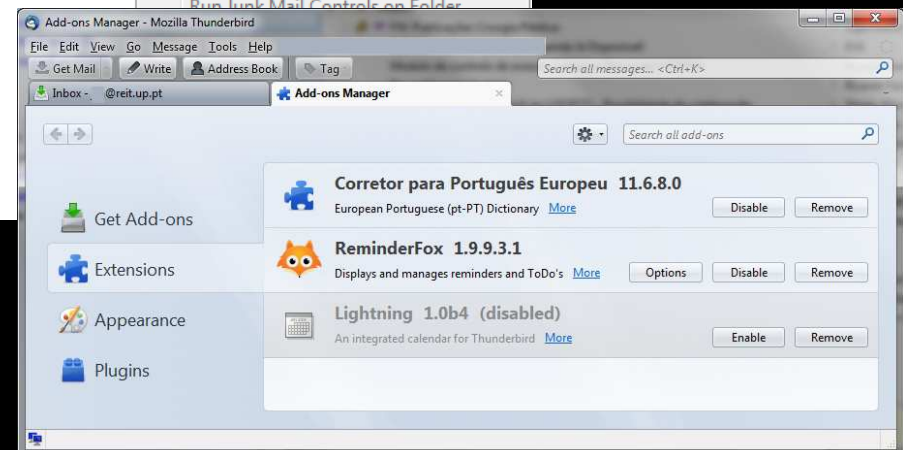 Run Junk Mail Controls on Folder
Add-ons Manager - Mozilla Thunderbird
File Edit View Go Message Tools Help
Get Mail Write Address Book Tag Search all messages... <Ctrl+K>
Inbox - @reit.up.pt Add-ons Manager
Search all add-ons
Get Add-ons
Extensions
Appearance
Plugins
Corretor para Português Europeu 11.6.8.0
European Portuguese (pt-PT) Dictionary More Disable Remove
ReminderFox 1.9.9.3.1
Displays and manages reminders and ToDo's More Options Disable Remove
Lightning 1.0b4 (disabled)
An integrated calendar for Thunderbird More Enable Remove